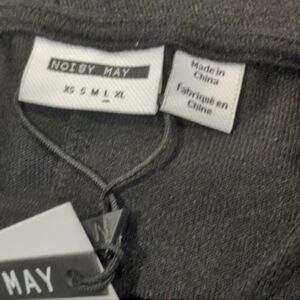 NOISY MAY
XS S M L XL
Made in
China
Fabriqué en
Chine
N
MAY